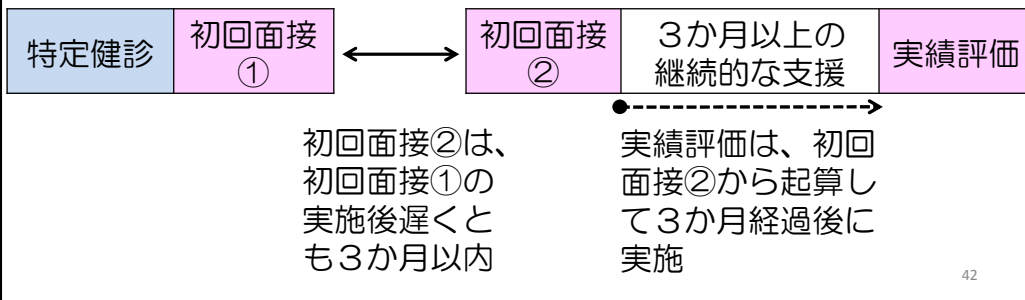 特定健診
初回面接
①
初回面接
②
３か月以上の
継続的な支援
実績評価
初回面接②は、
初回面接①の
実施後遅くと
も３か月以内
実績評価は、初回
面接②から起算し
て３か月経過後に
実施
42